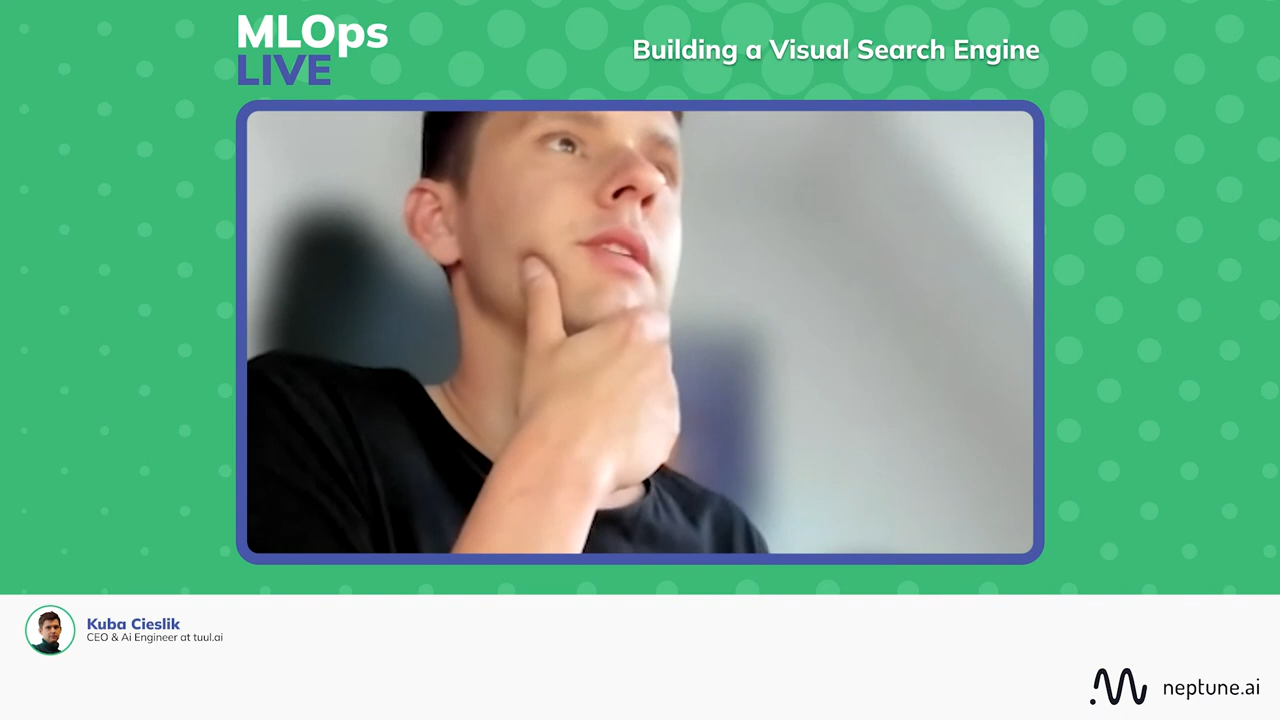 MLOps
LIVE
Building a Visual Search Engine
Kuba Cieslik
CEO & Ai Engineer at tuul.ai
neptune.ai